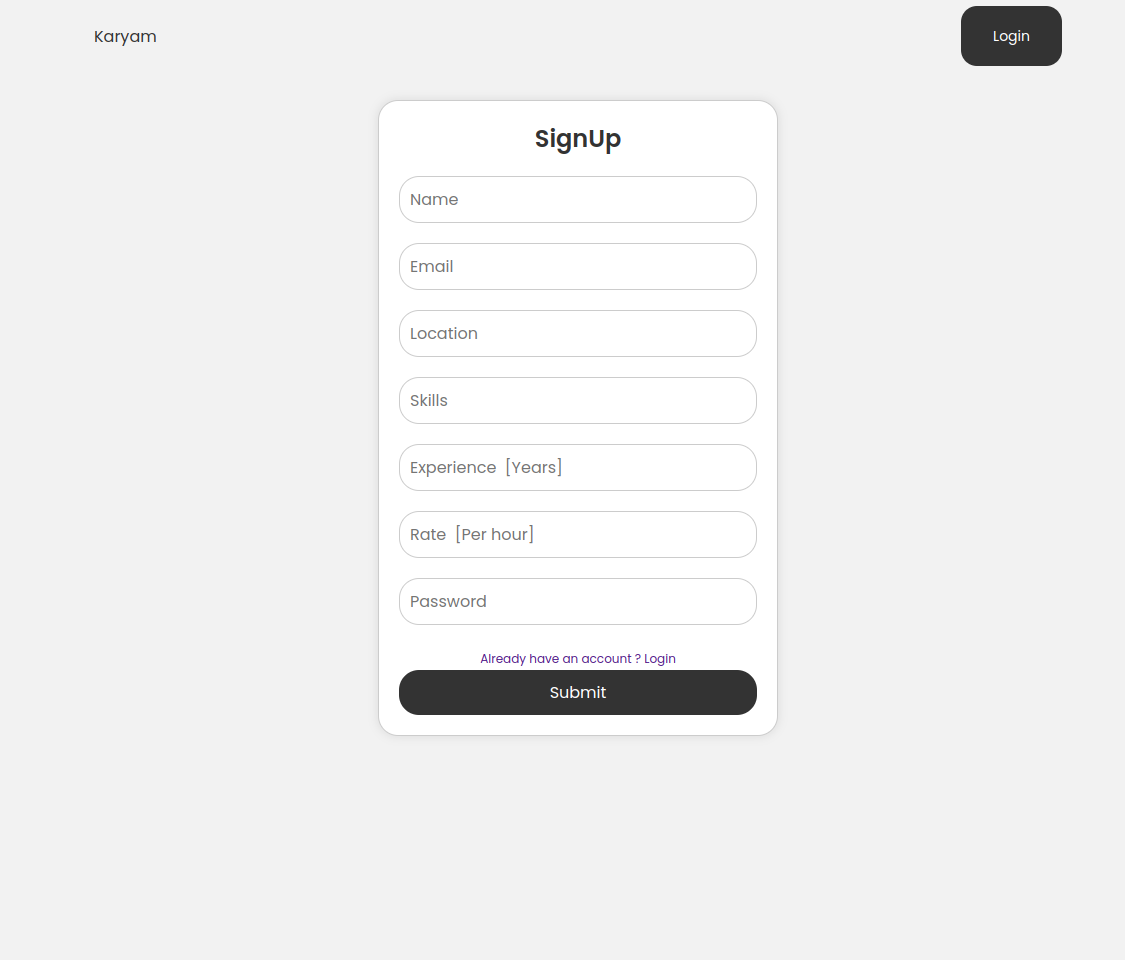 Karyam
Login
SignUp
Name
Email
Location
Skills
Experience  [Years]
Rate  [Per hour]
Password
Already have an account ? Login
Submit